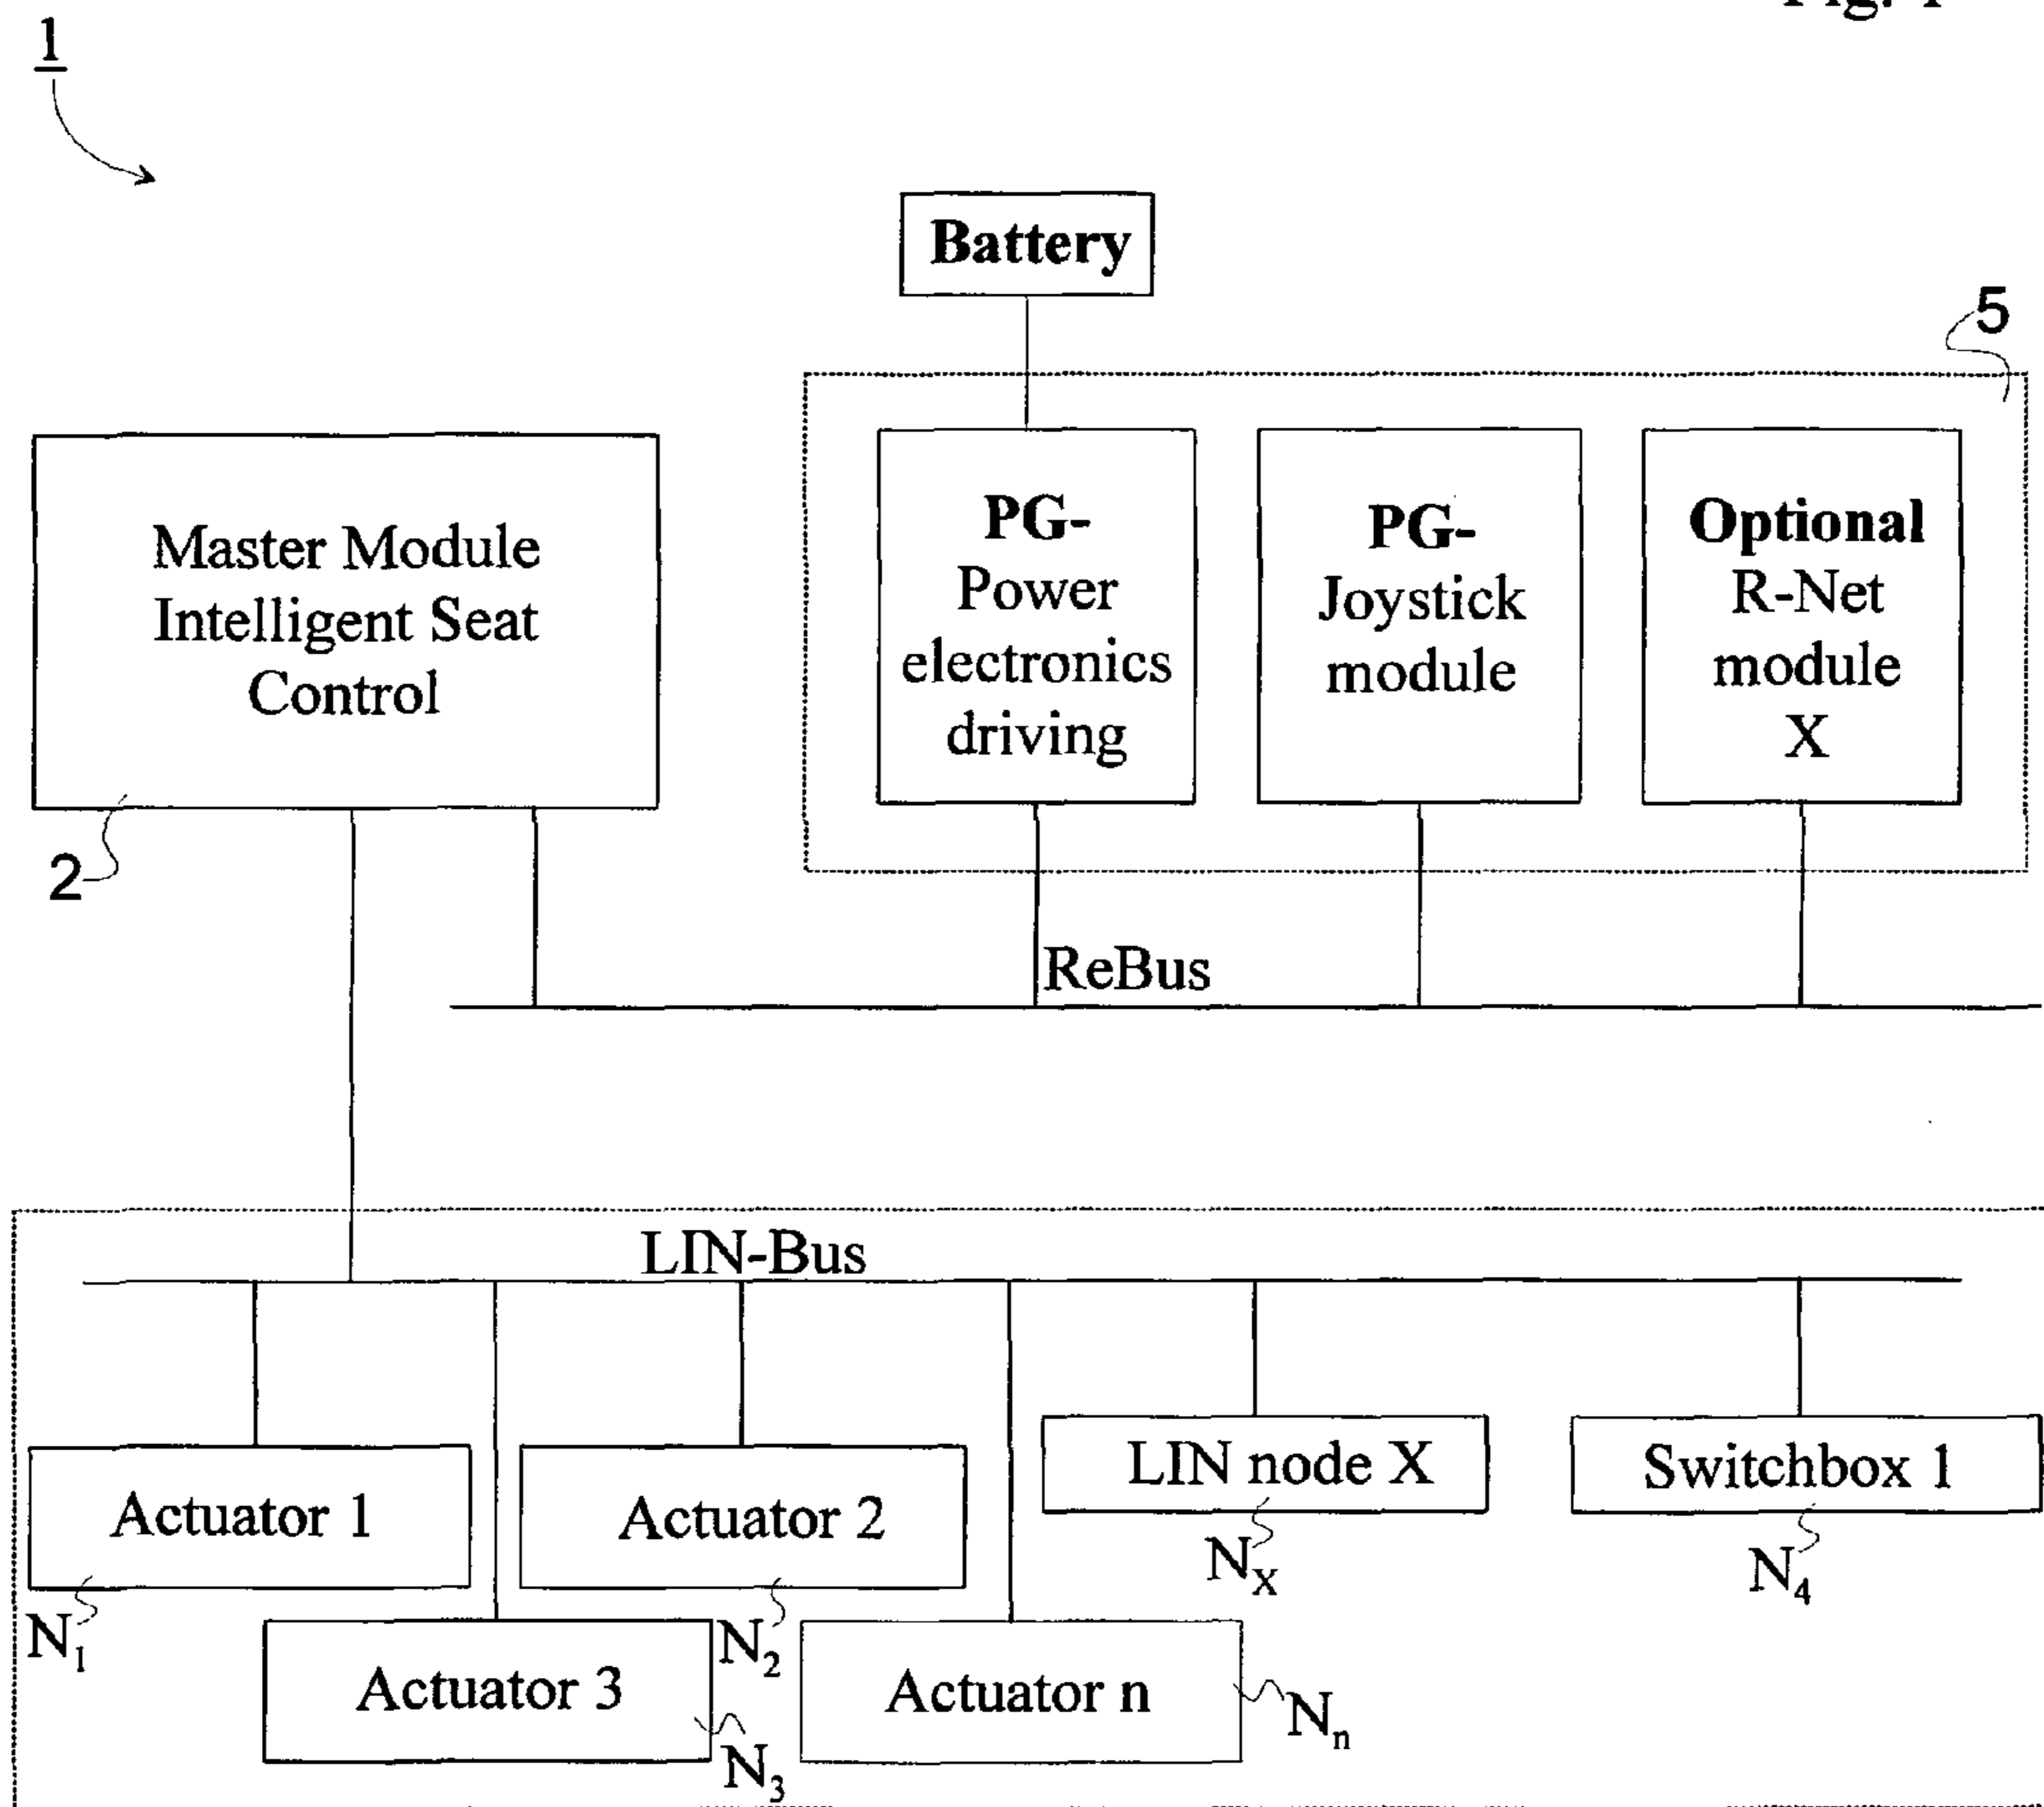 Fig. 1
1
Battery
5
Master Module
Intelligent Seat
Control
PG-
Power
electronics
driving
PG-
Joystick
module
Optional
R-Net
module
X
2
ReBus
LIN-Bus
LIN node X
Switchbox 1
Actuator 1
Actuator 2
NX
N4
N1
N2
Actuator 3
Actuator n
Nn
N3